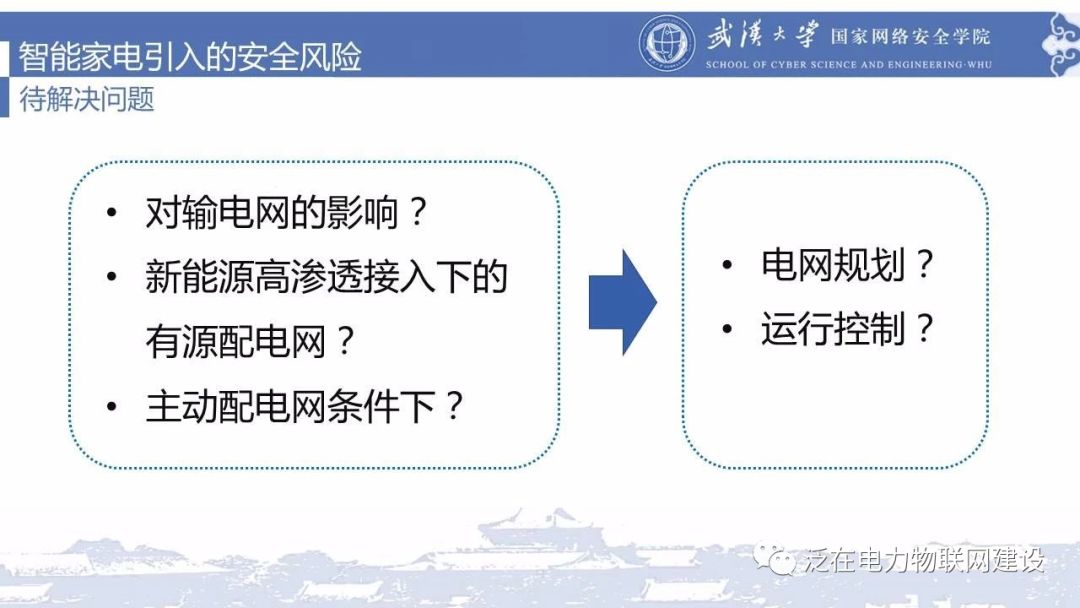 智能家电引入的安全风险
武汉大学 国家网络安全学院
SCHOOL OF CYBER SCIENCE AND ENGINEERING·WHU
待解决问题
• 对输电网的影响？
• 新能源高渗透接入下的
有源配电网？
• 主动配电网条件下？
• 电网规划？
• 运行控制？
泛在电力物联网建设